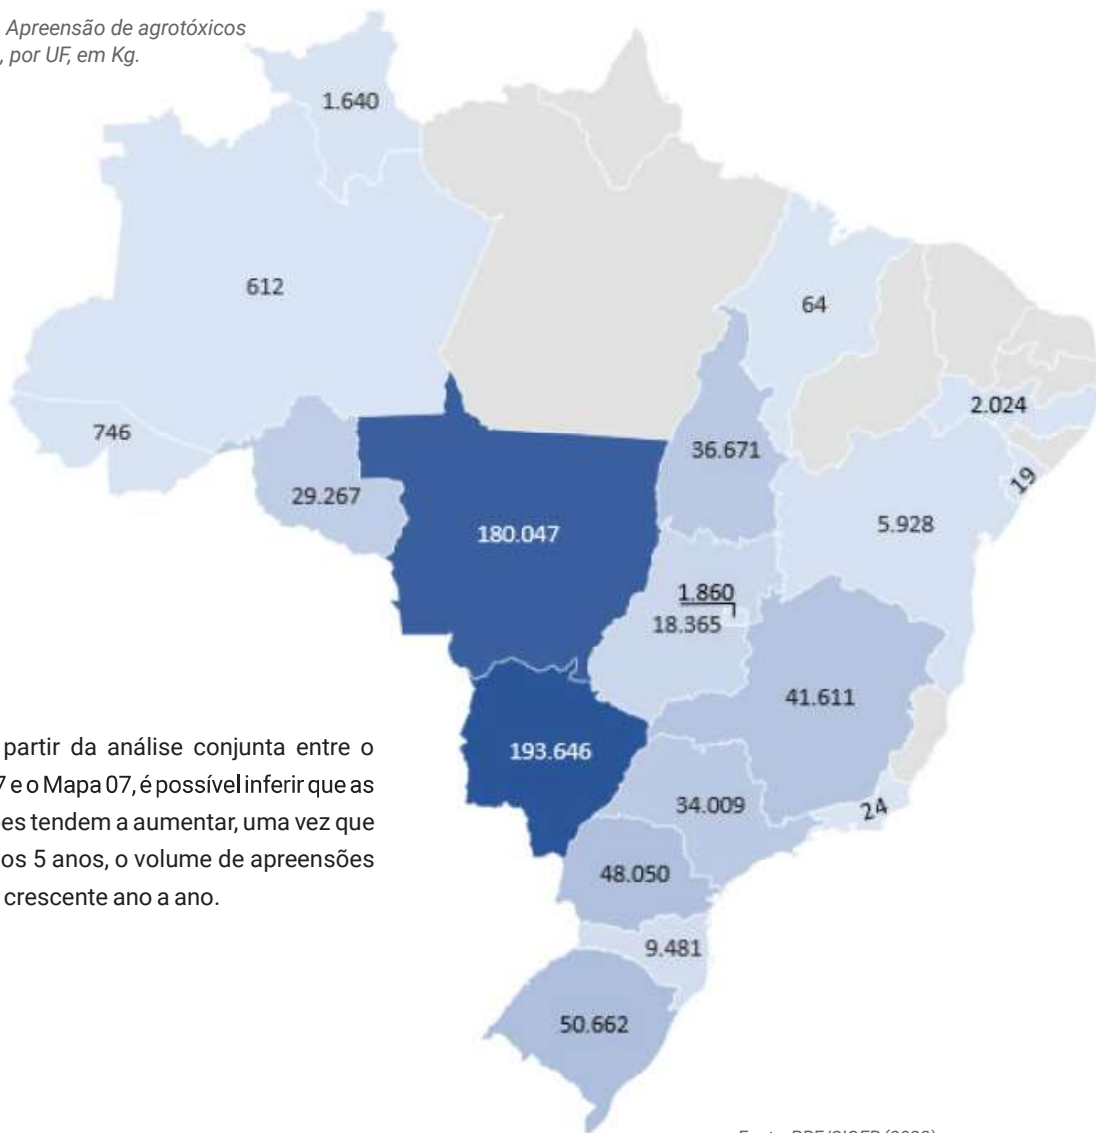 Apreensão de agrotóxicos
, por UF, em Kg.
1.640
612
64
2.024
746
36.671
19
29.267
5.928
180.047
1.860
18.365
41.611
193.646
partir da análise conjunta entre o
7 e o Mapa 07, é possível inferir que as
34.009
24
ões tendem a aumentar, uma vez que
os 5 anos, o volume de apreensões
48.050
crescente ano a ano.
9.481
50.662